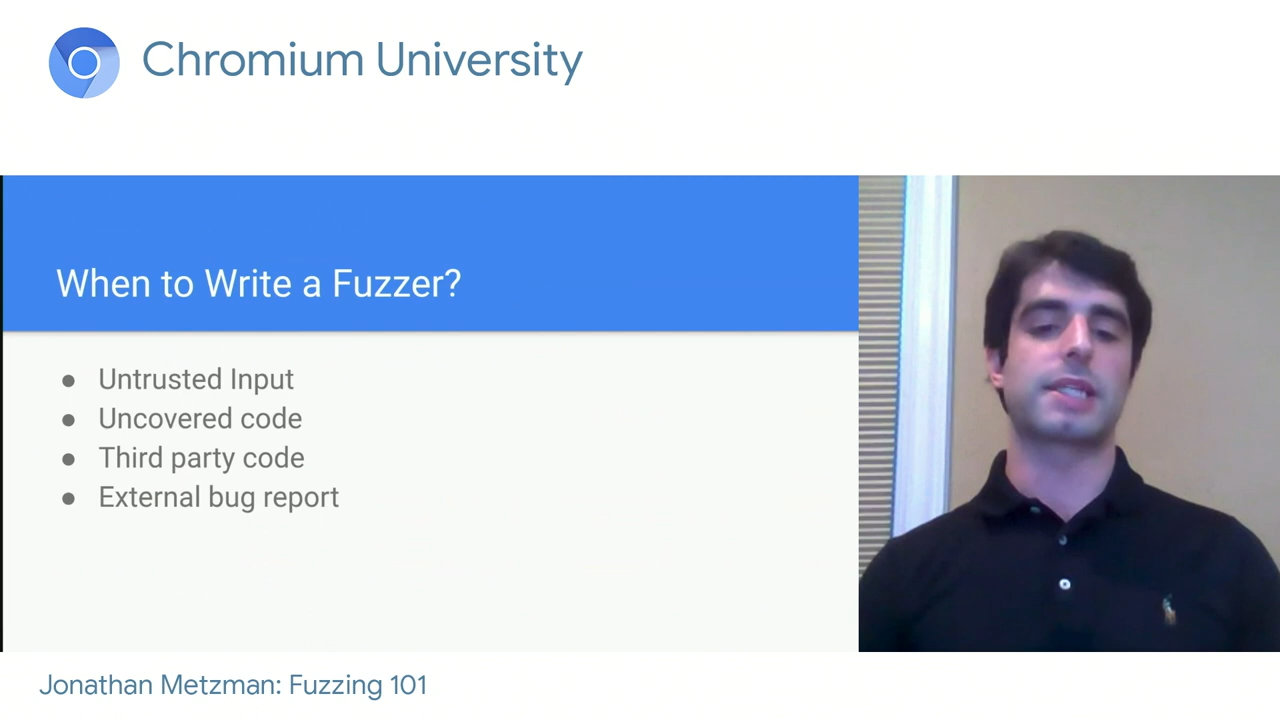 Chromium University
When to Write a Fuzzer?
● Untrusted Input
● Uncovered code
● Third party code
● External bug report
Jonathan Metzman: Fuzzing 101